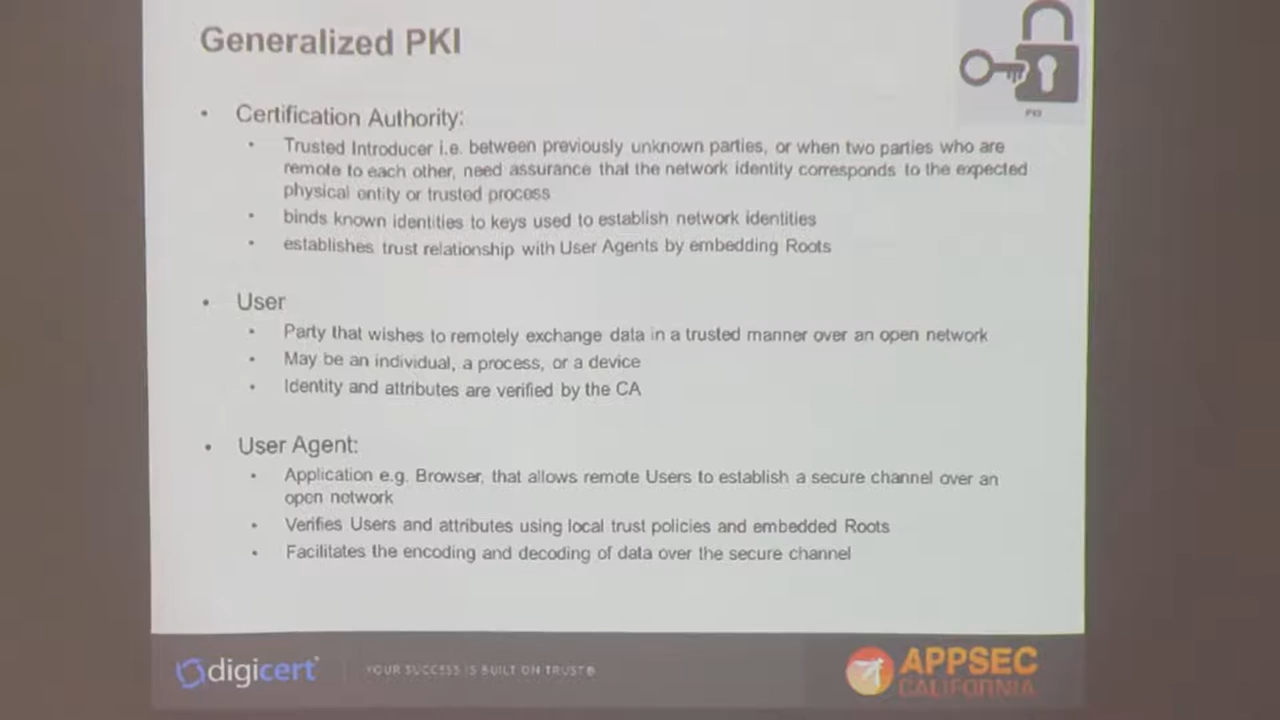 Generalized PKI
PKI
• Certification Authority:
• Trusted Introducer i.e. between previously unknown parties, or when two parties who are
remote to each other, need assurance that the network identity corresponds to the expected
physical entity or trusted process
• binds known identities to keys used to establish network identities
• establishes trust relationship with User Agents by embedding Roots
• User
• Party that wishes to remotely exchange data in a trusted manner over an open network
• May be an individual, a process, or a device
• Identity and attributes are verified by the CA
• User Agent:
• Application e.g. Browser, that allows remote Users to establish a secure channel over an
open network
• Verifies Users and attributes using local trust policies and embedded Roots
• Facilitates the encoding and decoding of data over the secure channel
digicert
YOUR SUCCESS IS BUILT ON TRUST®
APPSEC
CALIFORNIA